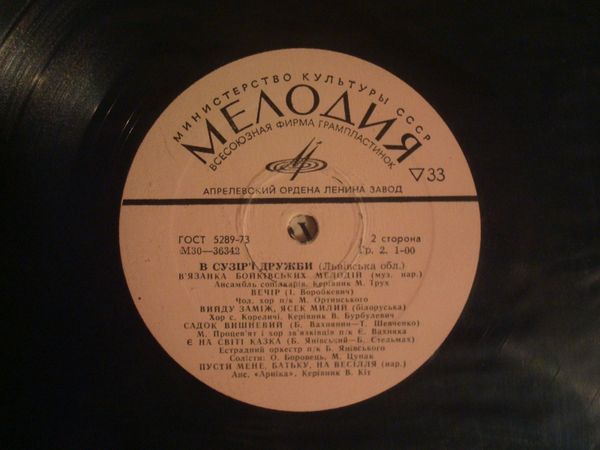 МИНИСТЕРСТВО КУЛЬТУРЫ СССР
МЕЛОДИЯ
ВСЕСОЮЗНАЯ ФИРМА ГРАМПЛАСТИНОК
▽33
АПРЕЛЕВСКИЙ ОРДЕНА ЛЕНИНА ЗАВОД
ГОСТ 5289-73 2 сторона
М30—36342 Гр. 2. 1-00
В СУЗІР'Ї ДРУЖБИ (Львівська обл.)
В'ЯЗАНКА БОЙКІВСЬКИХ МЕЛОДІЙ (муз. нар.)
Ансамбль сопілкарів. Керівник М. Трух
ВЕЧІР (І. Воробкевич)
Чол. хор п/к М. Ортинського
ВИЙДУ ЗАМІЖ, ЯСЕК МИЛИЙ (білоруська)
Хор с. Кореличі. Керівник В. Бурбулевич
САДОК ВИШНЕВИЙ (Б. Вахнянин—Т. Шевченко)
М. Процев'ят і хор зв'язківців п/к Є. Вахняка
Є НА СВІТІ КАЗКА (Б. Янівський—Б. Стельмах)
Естрадний оркестр п/к Б. Янівського
Солісти: О. Боровець, М. Цунак
ПУСТИ МЕНЕ, БАТЬКУ, НА ВЕСІЛЛЯ (нар.)
Анс. «Арніка». Керівник В. Кіт